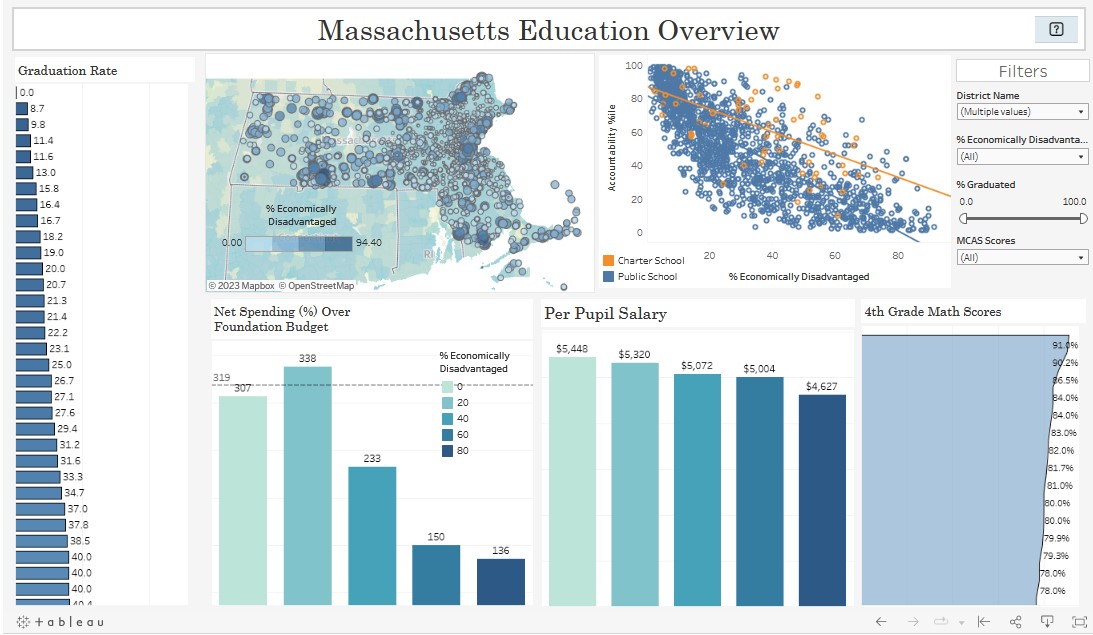 Massachusetts Education Overview
Graduation Rate
0.0
8.7
9.8
11.4
11.6
13.0
15.8
16.4
16.7
18.2
19.0
20.0
20.7
21.3
21.4
22.2
23.1
25.0
26.7
27.1
27.6
29.4
31.2
31.6
33.3
34.7
37.0
37.8
38.5
40.0
40.0
40.0
40.4
% Economically
Disadvantaged
0.00 94.40
RI
© 2023 Mapbox © OpenStreetMap
Accountability %ile
100
80
60
40
20
0
20 40 60 80
% Economically Disadvantaged
Charter School
Public School
Filters
District Name
(Multiple values)
% Economically Disadvanta...
(All)
% Graduated
0.0 100.0
MCAS Scores
(All)
Net Spending (%) Over
Foundation Budget
319
307
338
233
150
136
% Economically
Disadvantaged
0
20
40
60
80
Per Pupil Salary
$5,448
$5,320
$5,072
$5,004
$4,627
4th Grade Math Scores
91.0%
90.2%
86.5%
84.0%
84.0%
83.0%
82.0%
81.7%
81.0%
80.0%
80.0%
79.9%
79.3%
78.0%
78.0%
+ableau